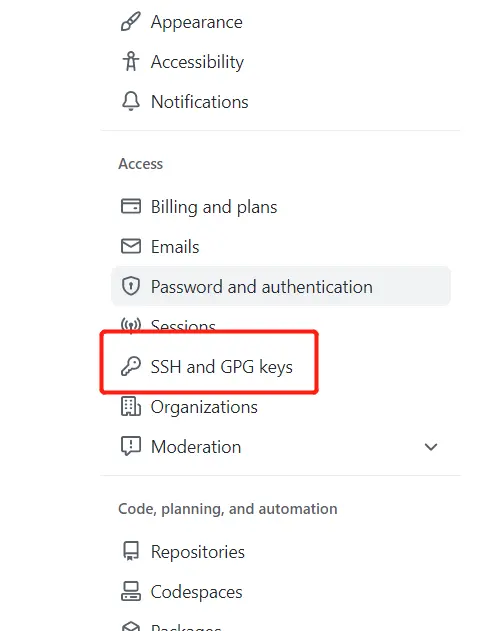 Appearance
Accessibility
Notifications
Access
Billing and plans
Emails
Password and authentication
Sessions
SSH and GPG keys
Organizations
Moderation
Code, planning, and automation
Repositories
Codespaces
Packages